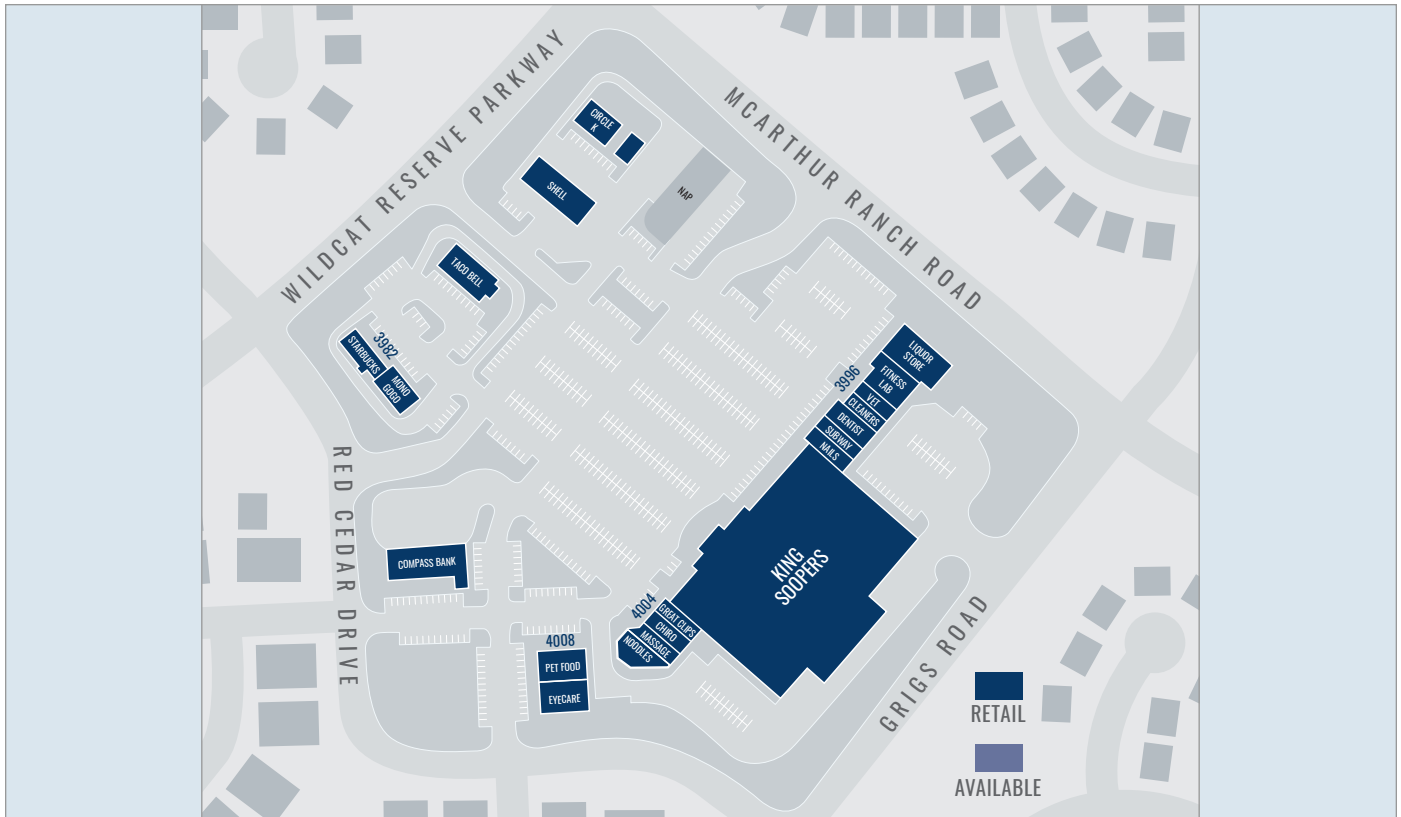 WILDCAT RESERVE PARKWAY
MCARTHUR RANCH ROAD
CIRCLE
K
SHELL
NAP
TACO BELL
3982
STARBUCKS
MONO
GOGO
3996
LIQUOR
STORE
FITNESS
LAB
VET
CLEANERS
DENTIST
SUBWAY
NAILS
KING
SOOPERS
RED CEDAR DRIVE
COMPASS BANK
4004
GREAT CLIPS
CHIRO
MASSAGE
NOODLES
4008
PET FOOD
EYECARE
GRIGS ROAD
RETAIL
AVAILABLE